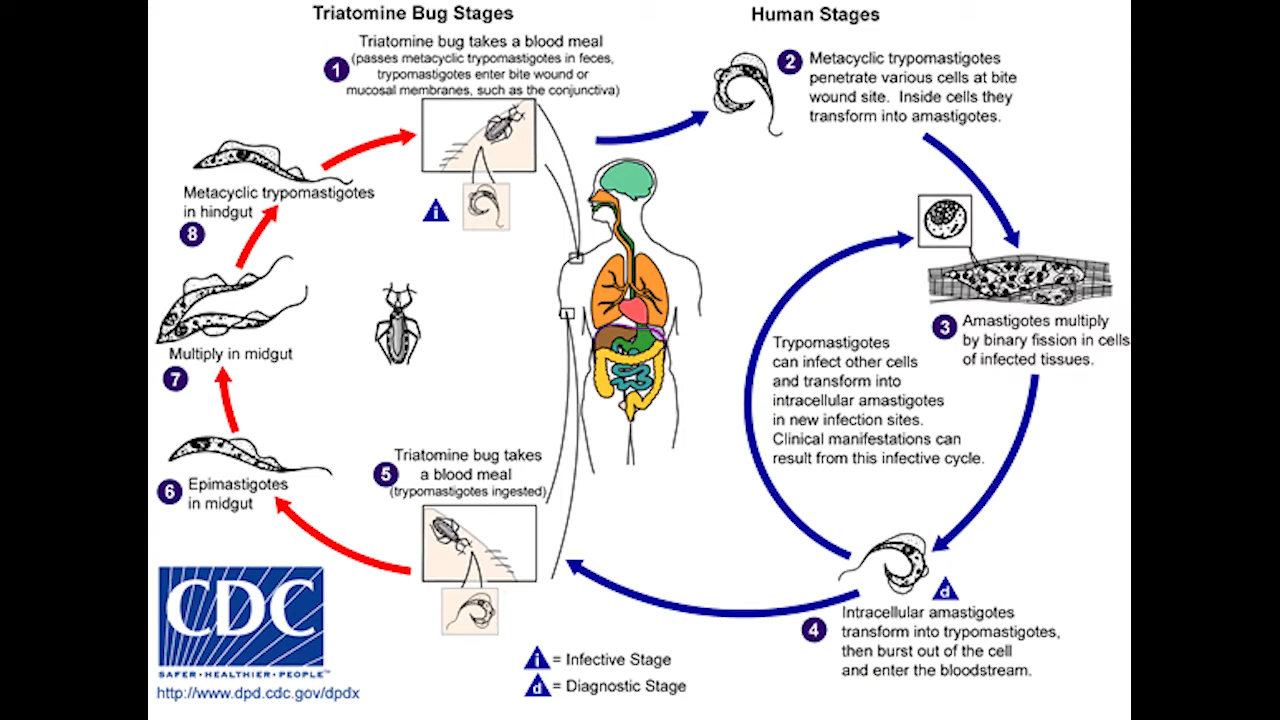 Triatomine Bug Stages
Human Stages
1
Triatomine bug takes a blood meal
(passes metacyclic trypomastigotes in feces,
trypomastigotes enter bite wound or
mucosal membranes, such as the conjunctiva)
i
2
Metacyclic trypomastigotes
penetrate various cells at bite
wound site. Inside cells they
transform into amastigotes.
3
Amastigotes multiply
by binary fission in cells
of infected tissues.
Trypomastigotes
can infect other cells
and transform into
intracellular amastigotes
in new infection sites.
Clinical manifestations can
result from this infective cycle.
d
4
Intracellular amastigotes
transform into trypomastigotes,
then burst out of the cell
and enter the bloodstream.
5
Triatomine bug takes
a blood meal
(trypomastigotes ingested)
6
Epimastigotes
in midgut
Multiply in midgut
7
Metacyclic trypomastigotes
in hindgut
8
CDC
SAFER•HEALTHIER•PEOPLE™
http://www.dpd.cdc.gov/dpdx
i = Infective Stage
d = Diagnostic Stage